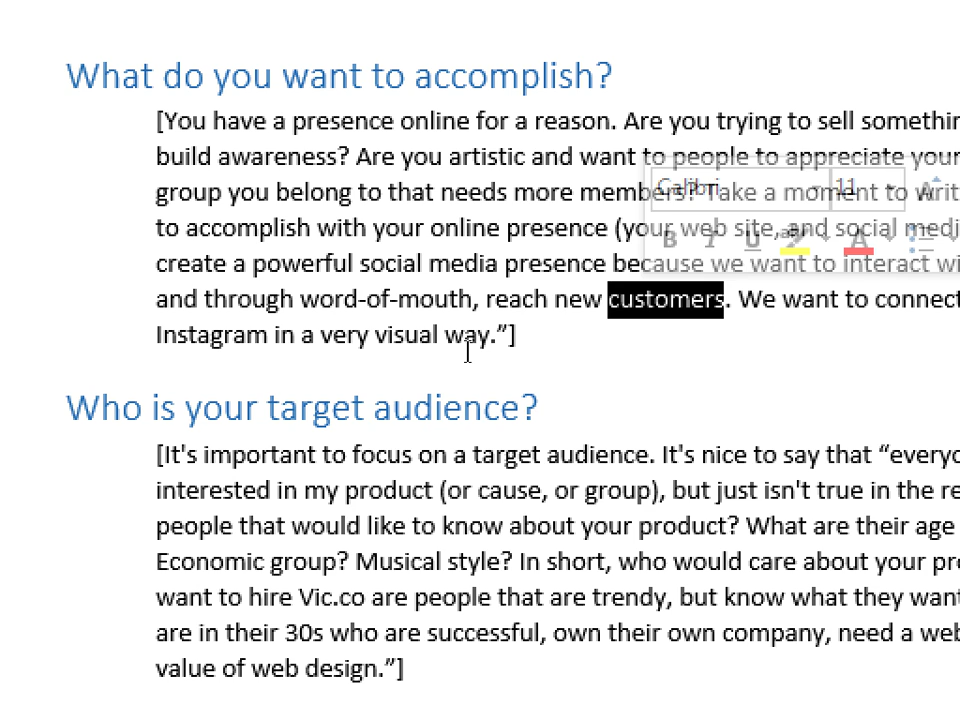 What do you want to accomplish?
[You have a presence online for a reason. Are you trying to sell
build awareness? Are you artistic and want to people to appreciate your
group you belong to that needs more members? Take a moment to
to accomplish with your online presence (your web site, and social
create a powerful social media presence because we want to interact
and through word-of-mouth, reach new customers. We want to connect
Instagram in a very visual way.”]
Who is your target audience?
[It's important to focus on a target audience. It's nice to say that
interested in my product (or cause, or group), but just isn't true in the
people that would like to know about your product? What are their age
Economic group? Musical style? In short, who would care about your
want to hire Vic.co are people that are trendy, but know what they want
are in their 30s who are successful, own their own company, need a
value of web design.”]
Calibri 11
B I U A